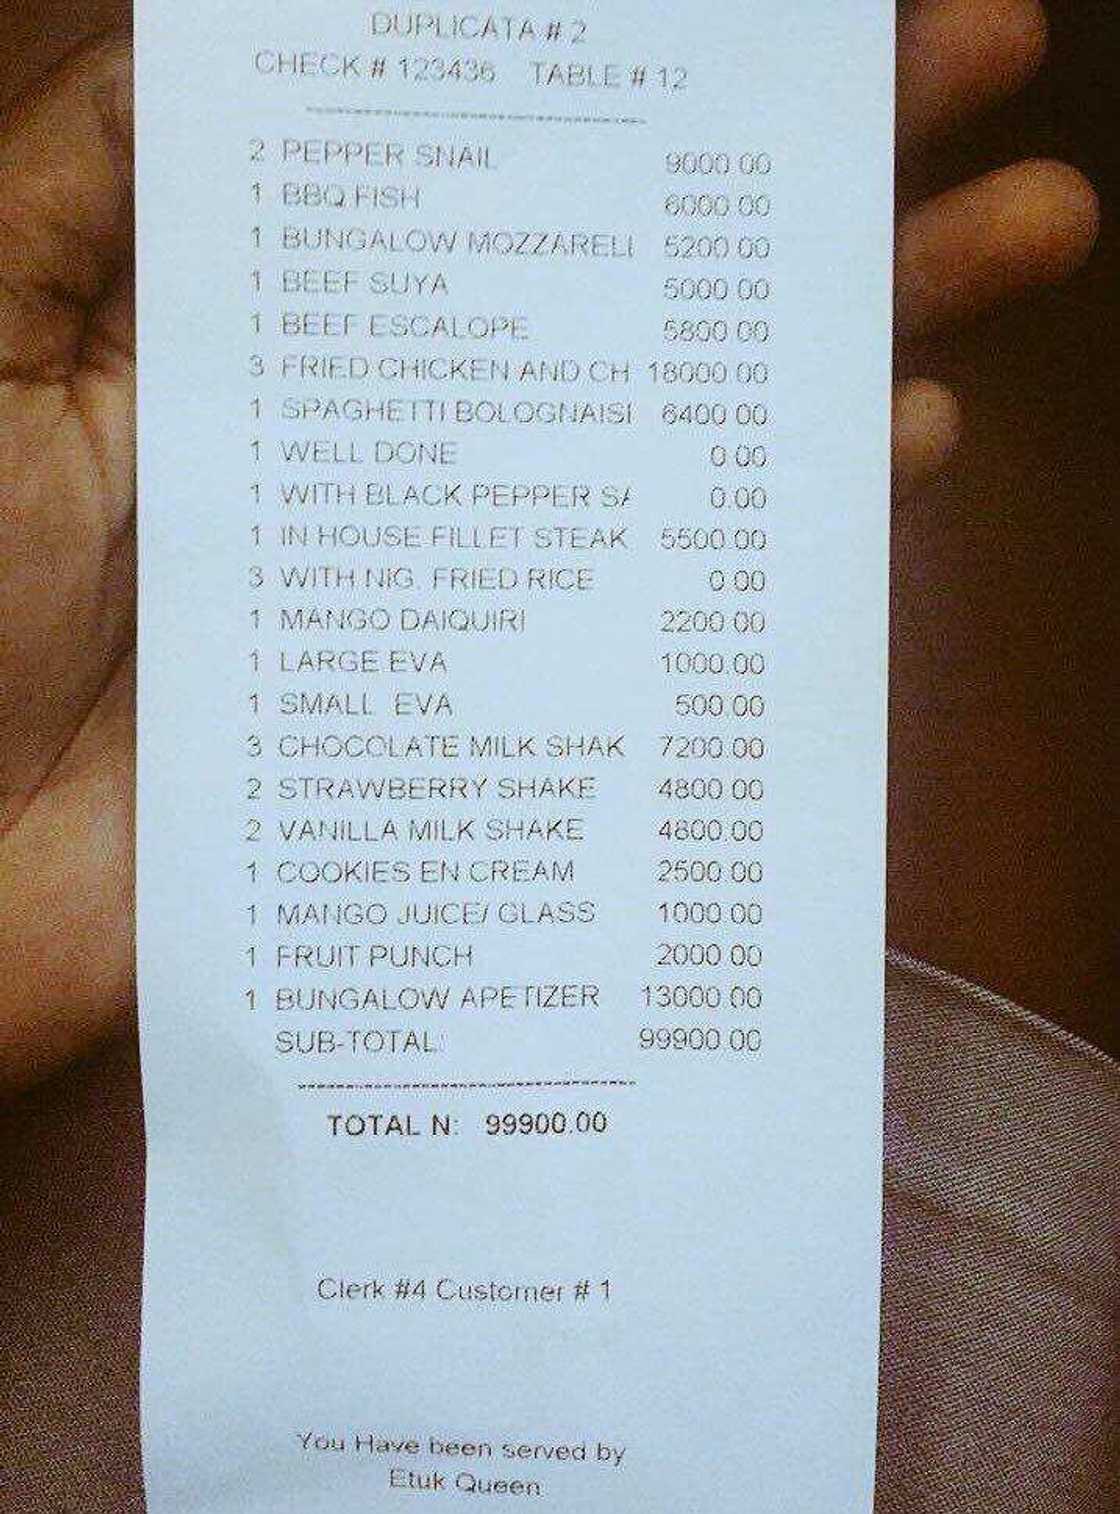 DUPLICATA # 2
CHECK # 123436 TABLE # 12
2 PEPPER SNAIL 9000.00
1 BBQ FISH 6000.00
1 BUNGALOW MOZZARELL 5200.00
1 BEEF SUYA 5000.00
1 BEEF ESCALOPE 5800.00
3 FRIED CHICKEN AND CH 18000.00
1 SPAGHETTI BOLOGNAISE 6400.00
1 WELL DONE 0.00
1 WITH BLACK PEPPER SA 0.00
1 IN HOUSE FILLET STEAK 5500.00
3 WITH NIG. FRIED RICE 0.00
1 MANGO DAIQUIRI 2200.00
1 LARGE EVA 1000.00
1 SMALL EVA 500.00
3 CHOCOLATE MILK SHAK 7200.00
2 STRAWBERRY SHAKE 4800.00
2 VANILLA MILK SHAKE 4800.00
1 COOKIES EN CREAM 2500.00
1 MANGO JUICE/ GLASS 1000.00
1 FRUIT PUNCH 2000.00
1 BUNGALOW APETIZER 13000.00
SUB-TOTAL: 99900.00
TOTAL N: 99900.00
Clerk #4 Customer # 1
You Have been served by
Etuk Queen